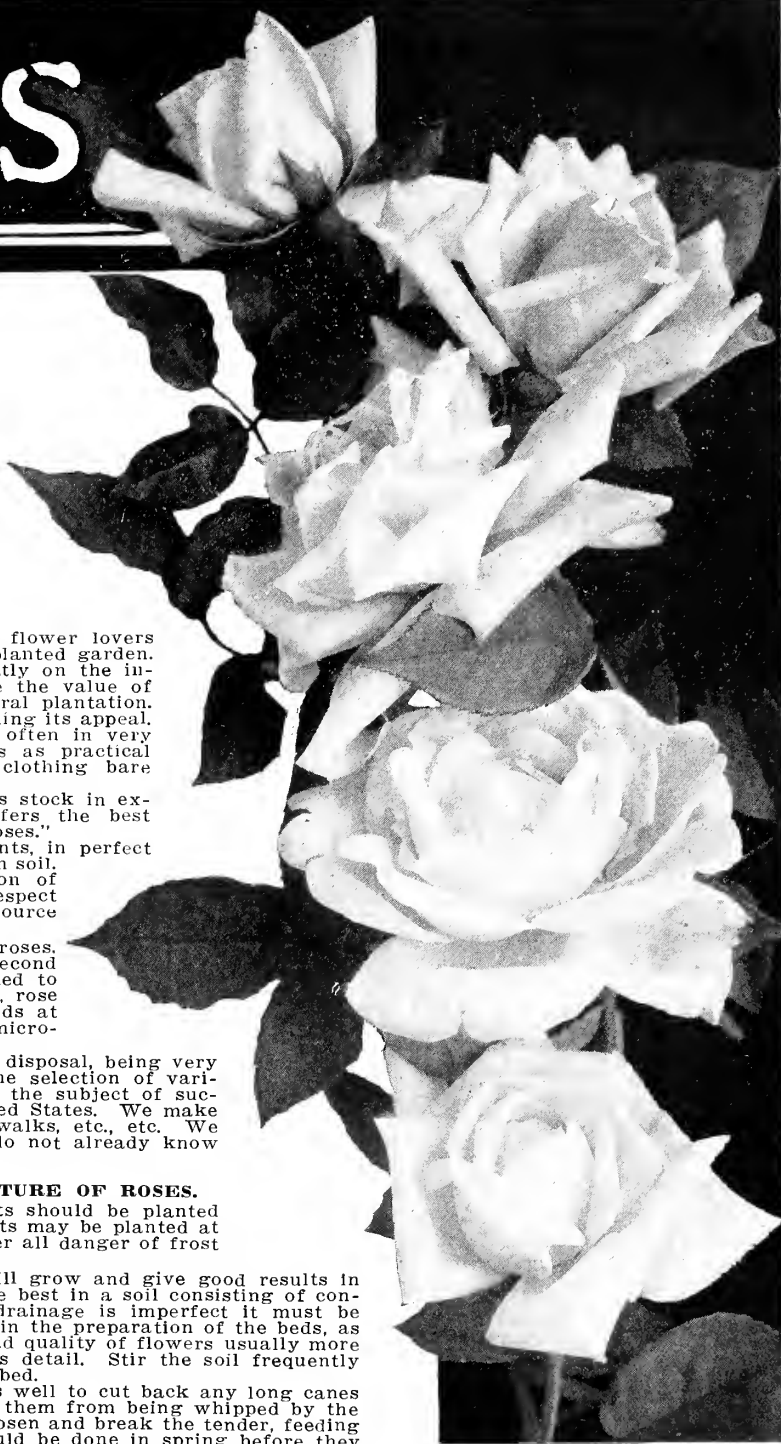 S
flower lovers
planted garden.
tly on the in-
e the value of
ral plantation.
ing its appeal.
often in very
s as practical
clothing bare
s stock in ex-
fers the best
oses."
nts, in perfect
n soil.
on of
espect
ource
roses.
econd
ed to
, rose
ds at
micro-
disposal, being very
ne selection of vari-
the subject of suc-
ed States. We make
walks, etc., etc. We
do not already know
TURE OF ROSES.
ts should be planted
ts may be planted at
er all danger of frost
ill grow and give good results in
e best in a soil consisting of con-
drainage is imperfect it must be
in the preparation of the beds, as
d quality of flowers usually more
s detail. Stir the soil frequently
bed.
s well to cut back any long canes
them from being whipped by the
osen and break the tender, feeding
uld be done in spring before they